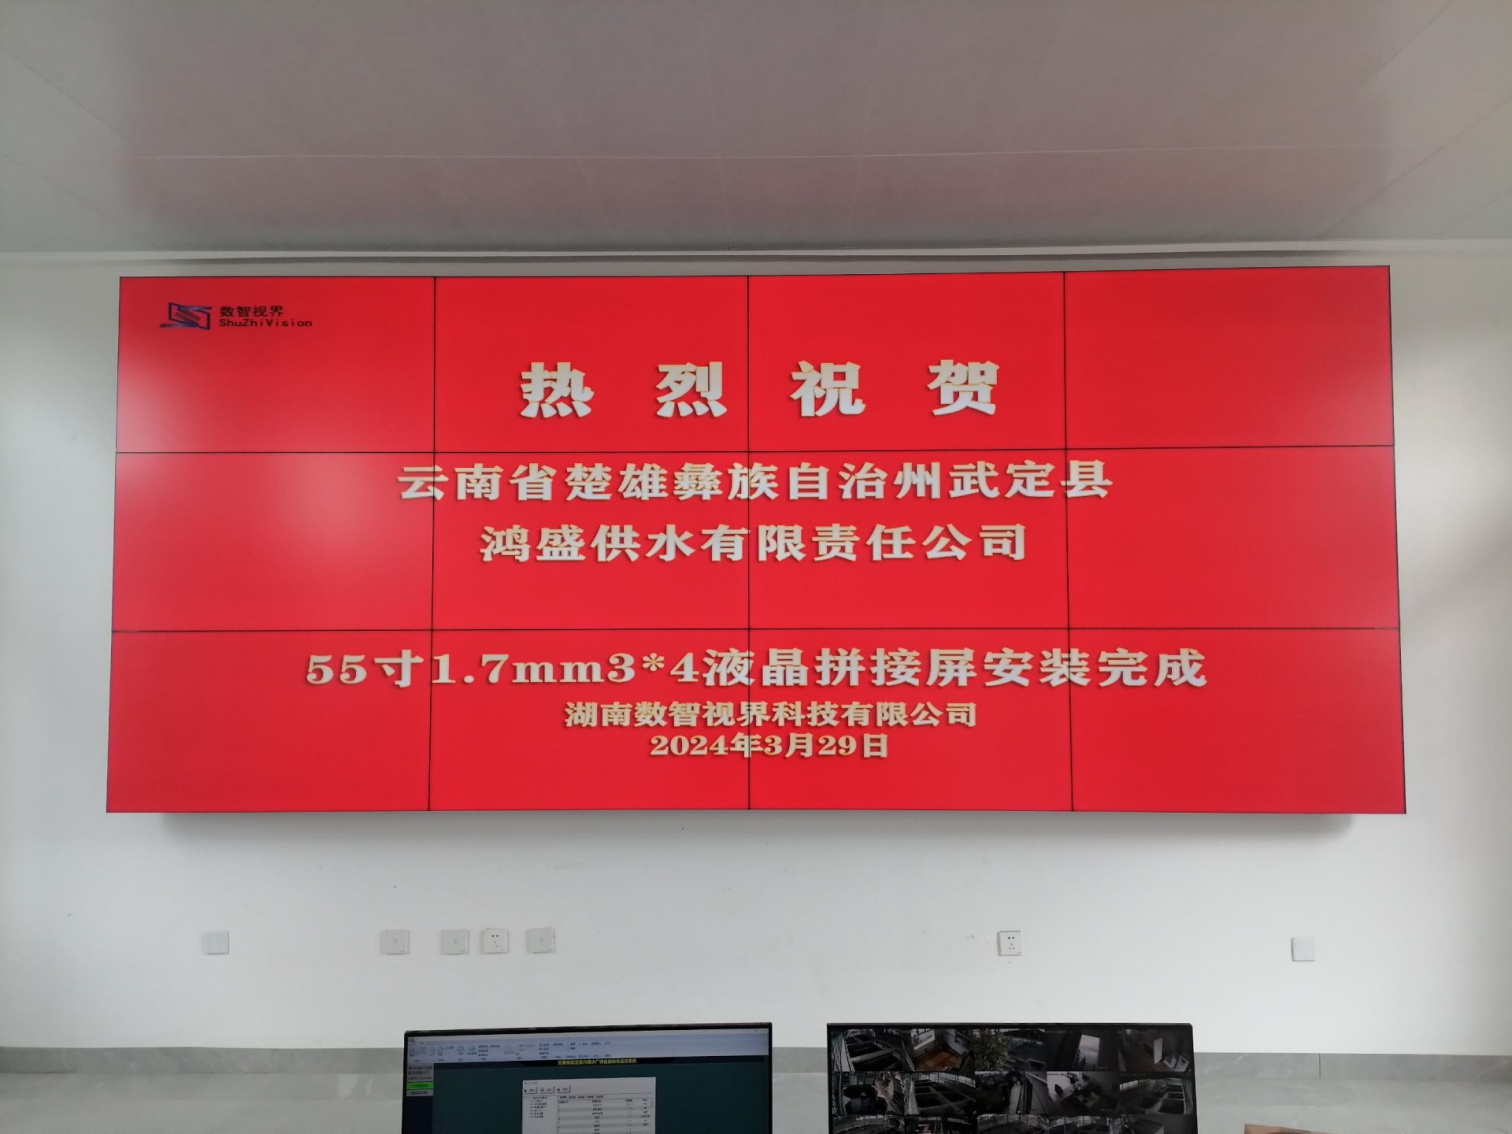 数智视界
ShuZhiVision
热烈祝贺
云南省楚雄彝族自治州武定县
鸿盛供水有限责任公司
55寸1.7mm3*4液晶拼接屏安装完成
湖南数智视界科技有限公司
2024年3月29日